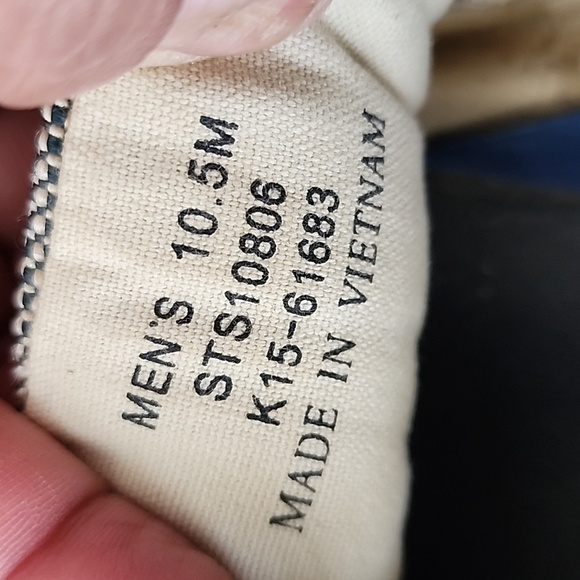 MEN'S 10.5M
STS10806
K15-61683
MADE IN VIETNAM